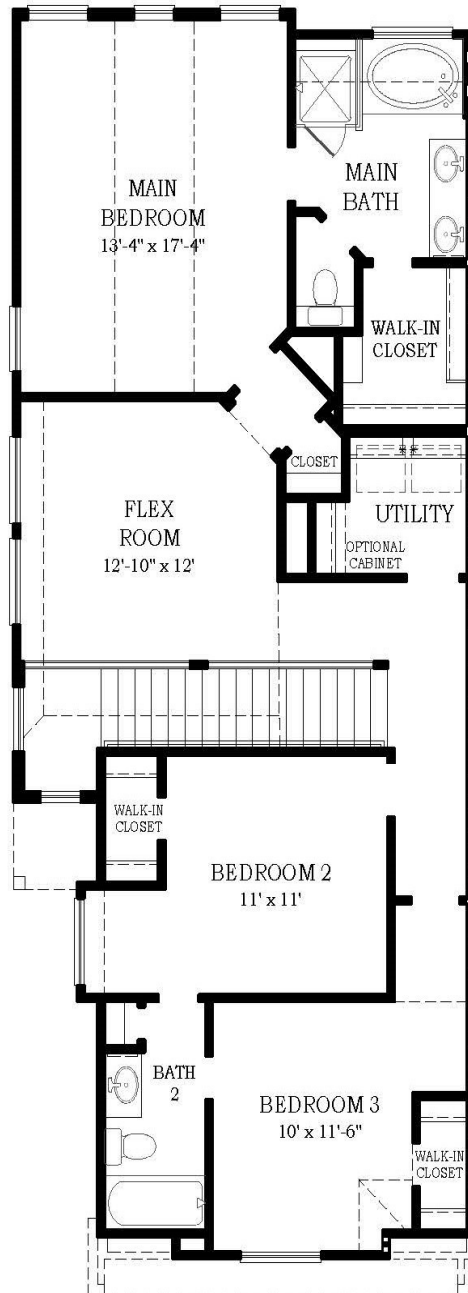 MAIN
BEDROOM
13'-4" x 17'-4"
MAIN
BATH
WALK-IN
CLOSET
CLOSET
FLEX
ROOM
12'-10" x 12'
UTILITY
OPTIONAL
CABINET
WALK-IN
CLOSET
BEDROOM 2
11' x 11'
BATH
2
BEDROOM 3
10' x 11'-6"
WALK-IN
CLOSET